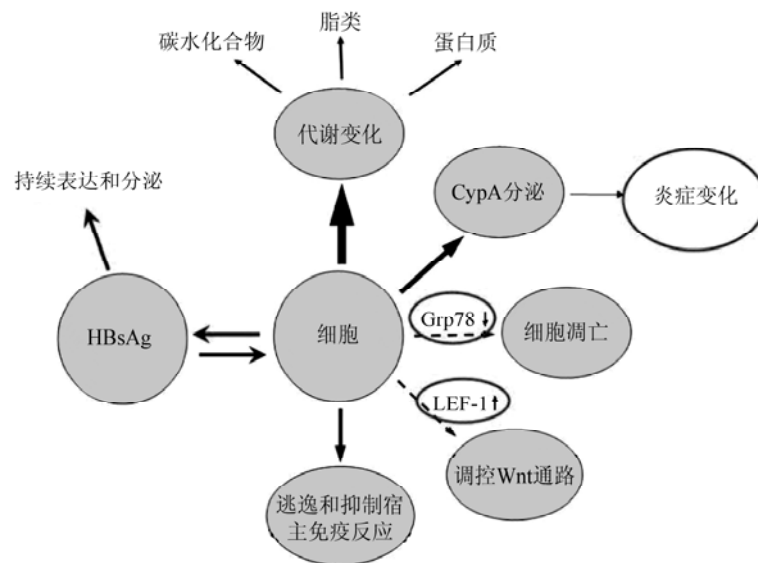 脂类
碳水化合物
蛋白质
代谢变化
持续表达和分泌
CypA分泌
炎症变化
HBsAg
细胞
Grp78↓
细胞凋亡
LEF-1↑
调控Wnt通路
逃逸和抑制宿
主免疫反应